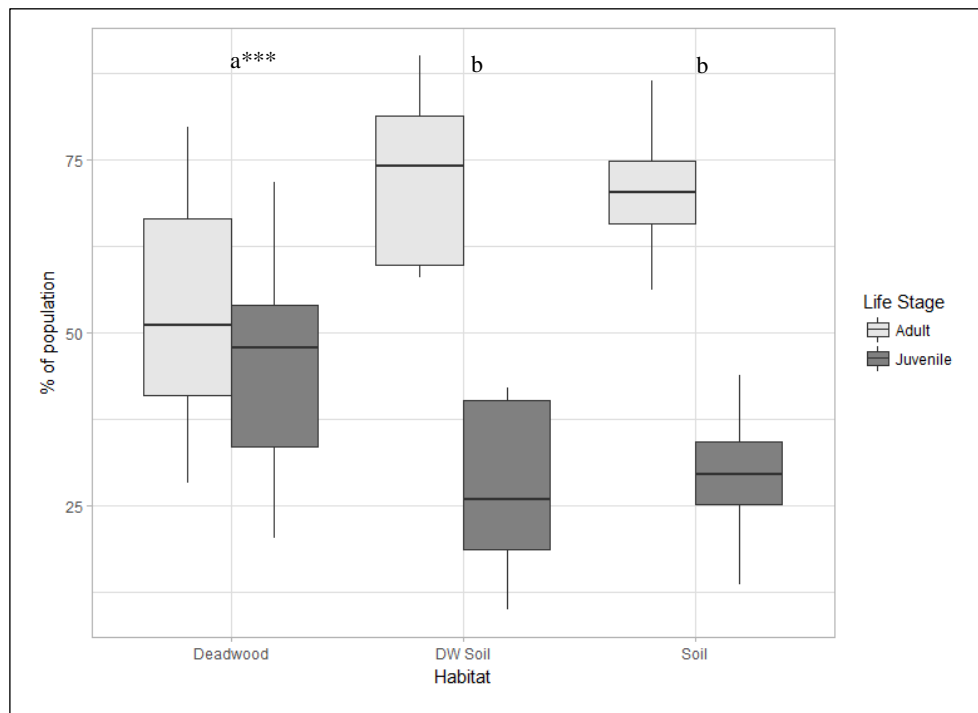 a***
b
b
75
50
25
% of population
Deadwood
DW Soil
Soil
Habitat
Life Stage
Adult
Juvenile